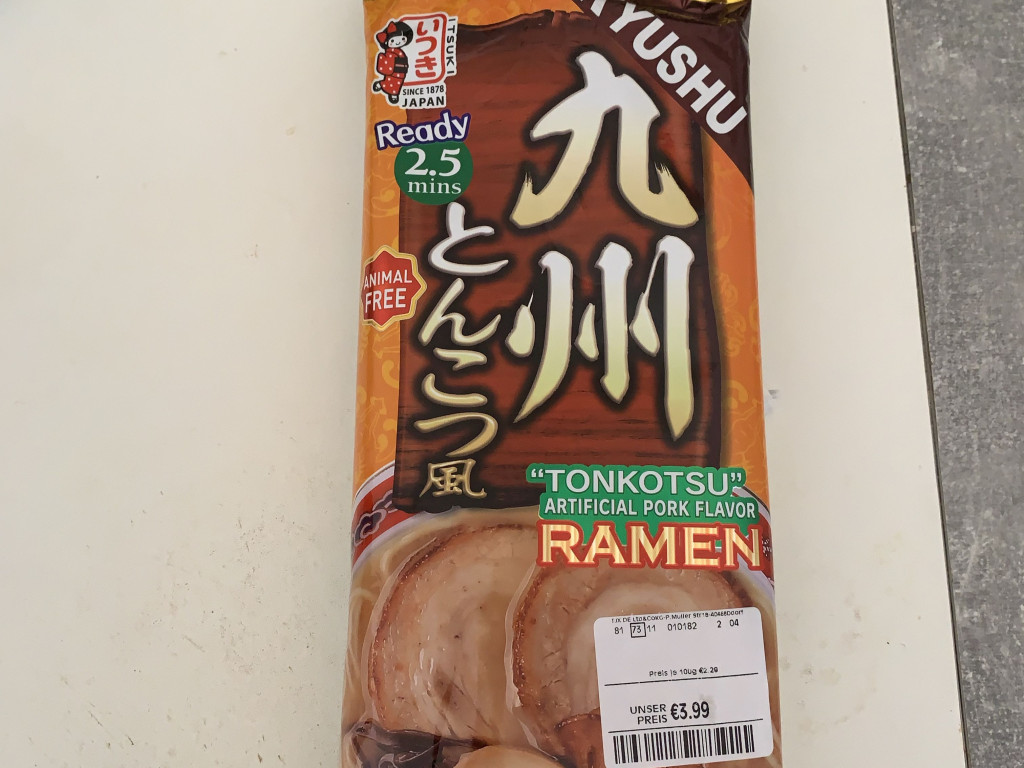 いつき
ITSUKI
SINCE 1878
JAPAN
YUSHU
Ready
2.5
mins
九州
とんこつ風
ANIMAL
FREE
"TONKOTSU"
ARTIFICIAL PORK FLAVOR
RAMEN
81 73 11 010182 2 04
Preis je 100g €2.29
UNSER
PREIS €3.99